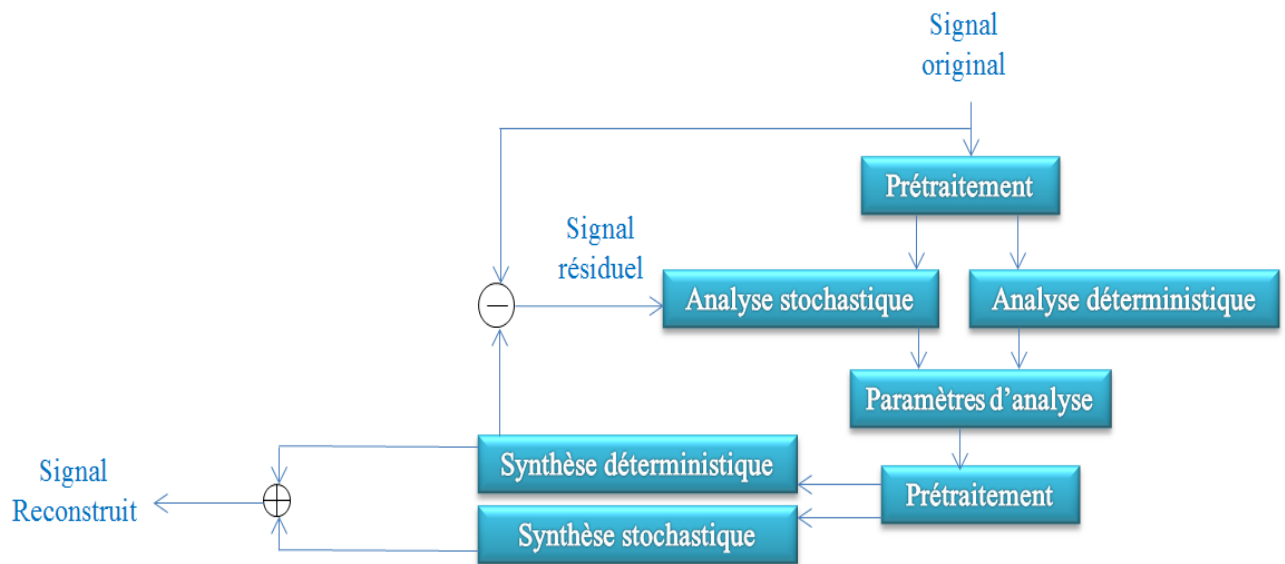 Signal
original
Prétraitement
Signal
résiduel
Analyse stochastique
Analyse déterministique
Paramètres d'analyse
Synthèse déterministique
Prétraitement
Signal
Reconstruit
Synthèse stochastique